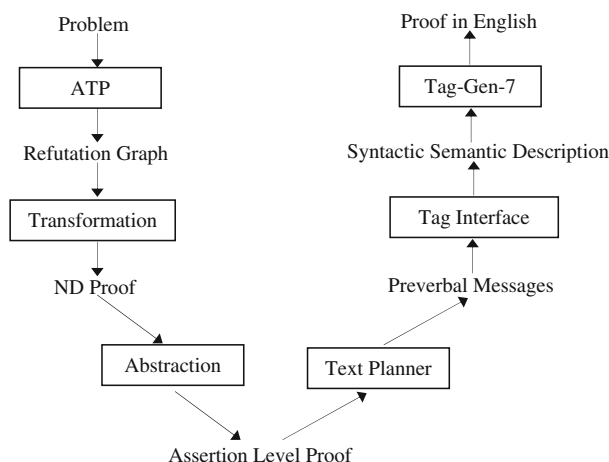 Problem
ATP
Refutation Graph
Transformation
ND Proof
Abstraction
Assertion Level Proof
Text Planner
Preverbal Messages
Tag Interface
Syntactic Semantic Description
Tag-Gen-7
Proof in English